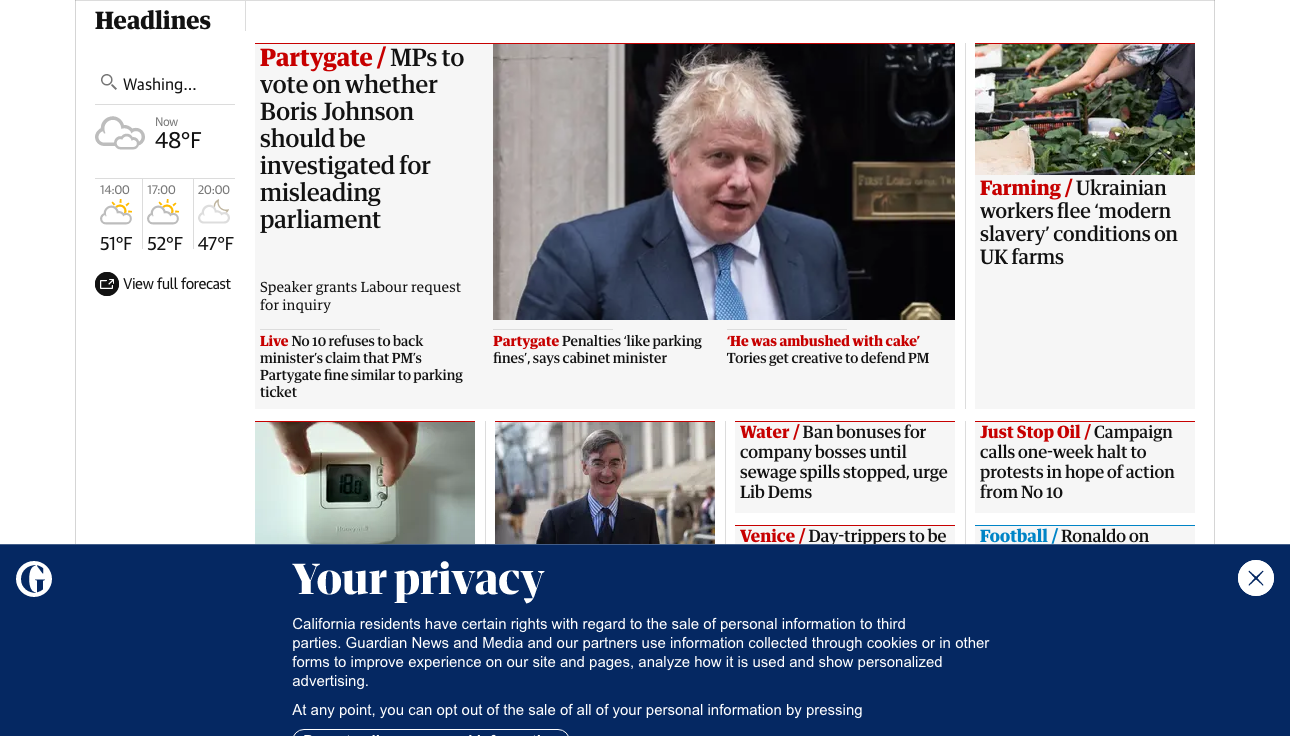 Headlines
Washing...
Now
48°F
14:00
17:00
20:00
51°F
52°F
47°F
View full forecast
Partygate / MPs to
vote on whether
Boris Johnson
should be
investigated for
misleading
parliament
Speaker grants Labour request
for inquiry
FIRST LORD
Live No 10 refuses to back
minister's claim that PM's
Partygate fine similar to parking
ticket
Partygate Penalties 'like parking
fines', says cabinet minister
'He was ambushed with cake'
Tories get creative to defend PM
Farming / Ukrainian
workers flee 'modern
slavery' conditions on
UK farms
18.0
Honeywell
Water / Ban bonuses for
company bosses until
sewage spills stopped, urge
Lib Dems
Just Stop Oil / Campaign
calls one-week halt to
protests in hope of action
from No 10
Venice / Day-trippers to be
Football / Ronaldo on
Your privacy
California residents have certain rights with regard to the sale of personal information to third
parties. Guardian News and Media and our partners use information collected through cookies or in other
forms to improve experience on our site and pages, analyze how it is used and show personalized
advertising.
At any point, you can opt out of the sale of all of your personal information by pressing